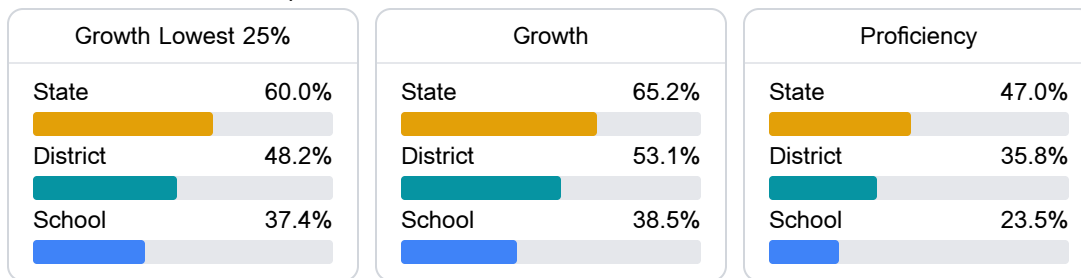 Growth Lowest 25%
State 60.0%
District 48.2%
School 37.4%
Growth
State 65.2%
District 53.1%
School 38.5%
Proficiency
State 47.0%
District 35.8%
School 23.5%